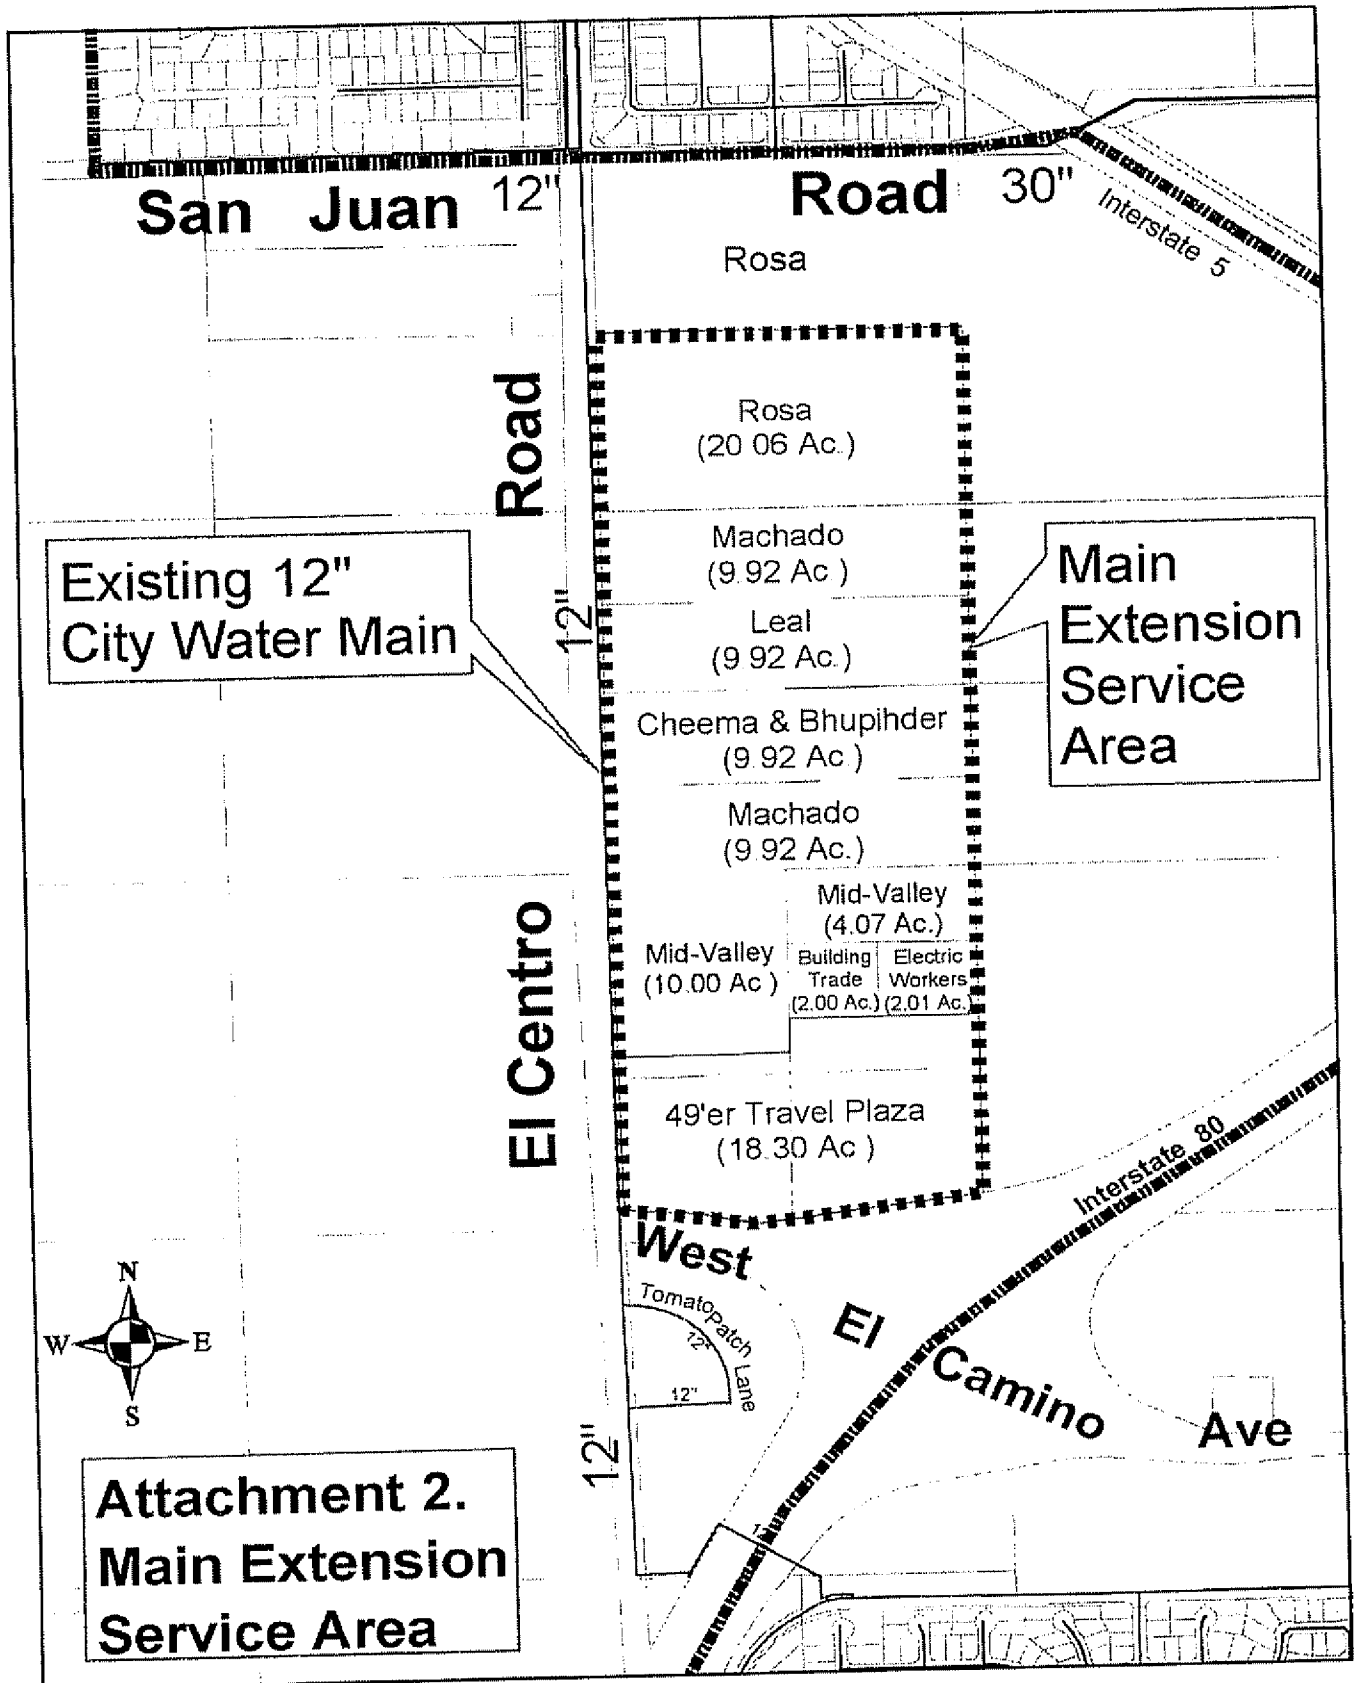 San Juan 12" Road 30"
Interstate 5
Rosa
Road
Rosa
(20 06 Ac.)
Machado
(9.92 Ac )
Existing 12"
City Water Main
12"
Main
Extension
Service
Area
Leal
(9.92 Ac.)
Cheema & Bhupihder
(9.92 Ac.)
Machado
(9.92 Ac.)
Mid-Valley
(4.07 Ac.)
El Centro
Mid-Valley
(10.00 Ac )
Building
Trade
(2.00 Ac.)
Electric
Workers
(2.01 Ac.)
49'er Travel Plaza
(18.30 Ac )
Interstate 80
West El Camino Ave
N
W E
S
Tomato Patch Lane
12"
12"
12"
Attachment 2.
Main Extension
Service Area